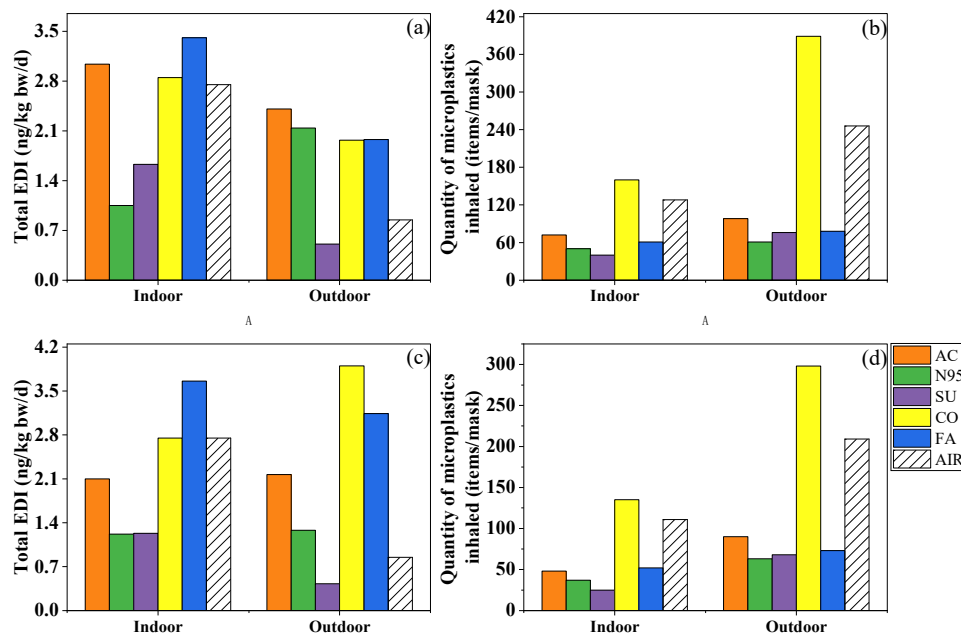 (a)
Total EDI (ng/kg bw/d)
3.5
2.8
2.1
1.4
0.7
0.0
Indoor
Outdoor
A
(b)
Quantity of microplastics
inhaled (items/mask)
420
360
300
240
180
120
60
0
Indoor
Outdoor
A
(c)
Total EDI (ng/kg bw/d)
4.2
3.5
2.8
2.1
1.4
0.7
0.0
Indoor
Outdoor
(d)
Quantity of microplastics
inhaled (items/mask)
300
250
200
150
100
50
0
Indoor
Outdoor
AC
N95
SU
CO
FA
AIR